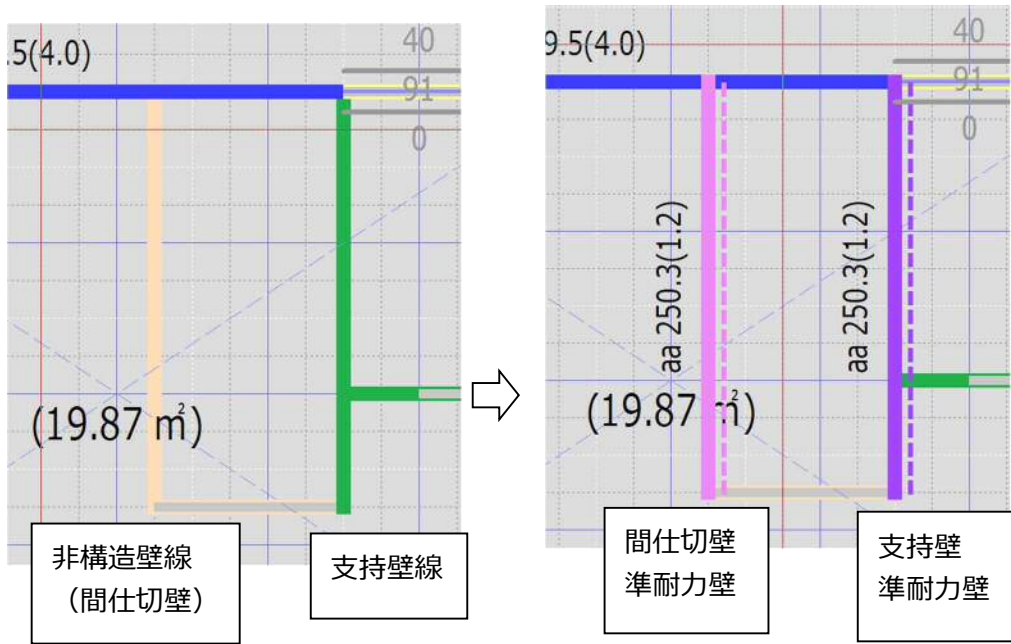 .5(4.0)
40
91
0
(19.87 ㎡)
非構造壁線
（間仕切壁）
支持壁線
9.5(4.0)
40
91
0
aa 250.3(1.2)
aa 250.3(1.2)
(19.87 ㎡)
間仕切壁
準耐力壁
支持壁
準耐力壁